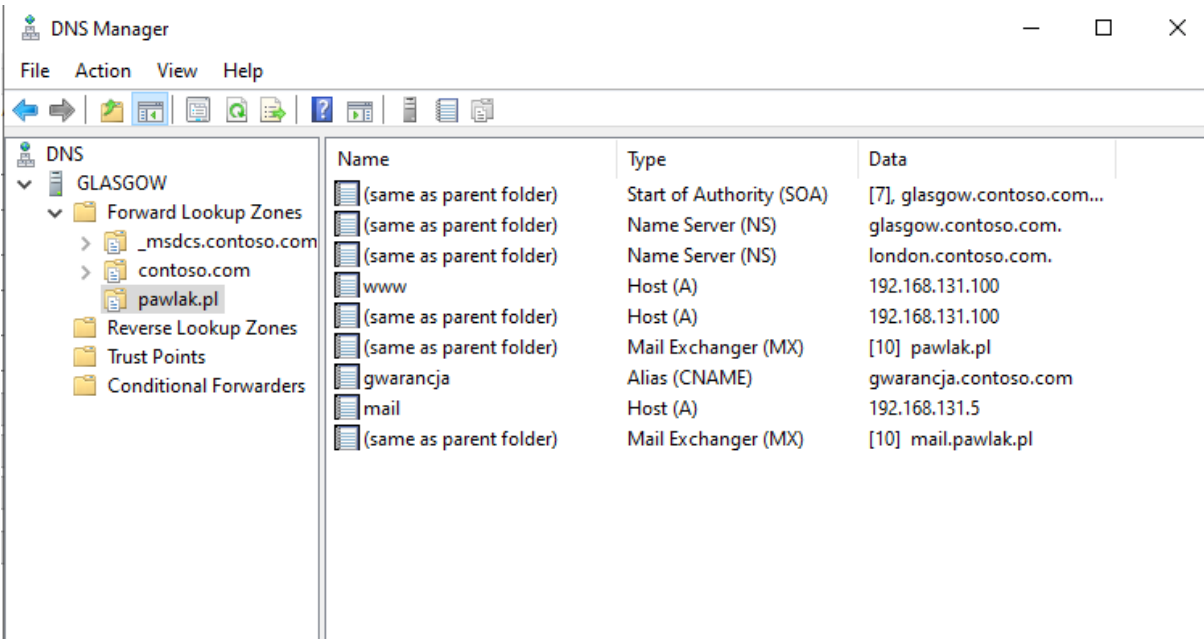 DNS Manager
File Action View Help
DNS
GLASGOW
Forward Lookup Zones
_msdcs.contoso.com
contoso.com
pawlak.pl
Reverse Lookup Zones
Trust Points
Conditional Forwarders
Name Type Data
(same as parent folder) Start of Authority (SOA) [7], glasgow.contoso.com...
(same as parent folder) Name Server (NS) glasgow.contoso.com.
(same as parent folder) Name Server (NS) london.contoso.com.
www Host (A) 192.168.131.100
(same as parent folder) Host (A) 192.168.131.100
(same as parent folder) Mail Exchanger (MX) [10] pawlak.pl
gwarancja Alias (CNAME) gwarancja.contoso.com
mail Host (A) 192.168.131.5
(same as parent folder) Mail Exchanger (MX) [10] mail.pawlak.pl